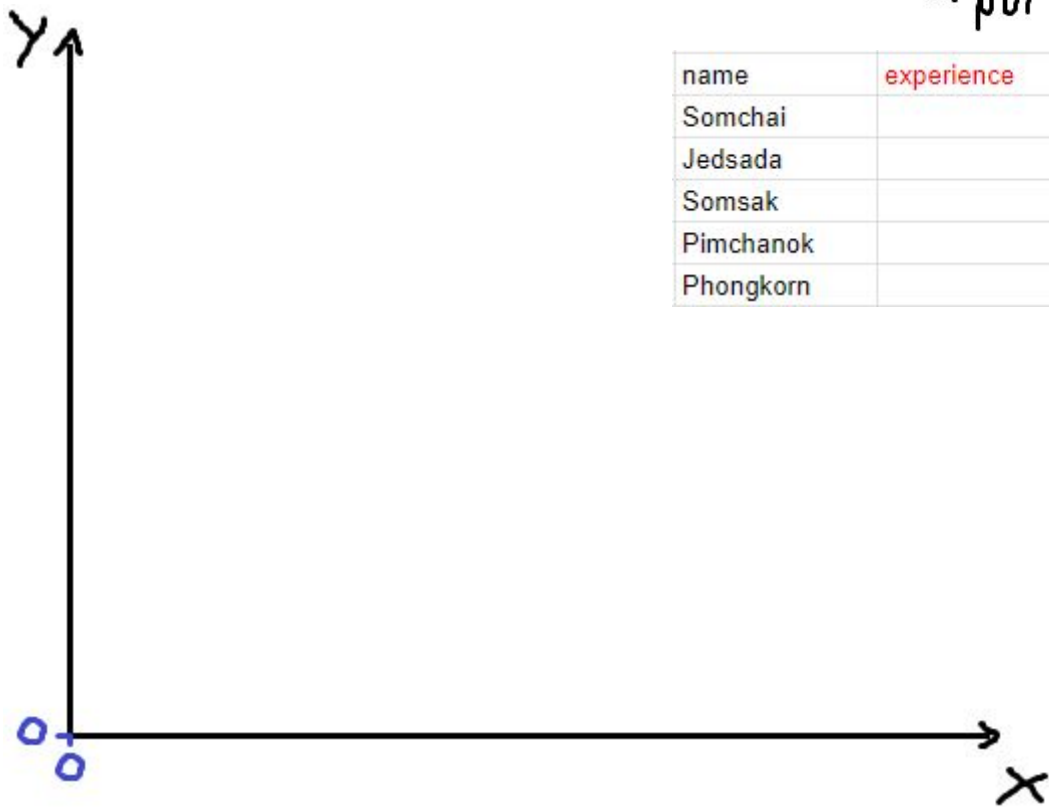 Y
name experience
Somchai
Jedsada
Somsak
Pimchanok
Phongkorn
0
0
X